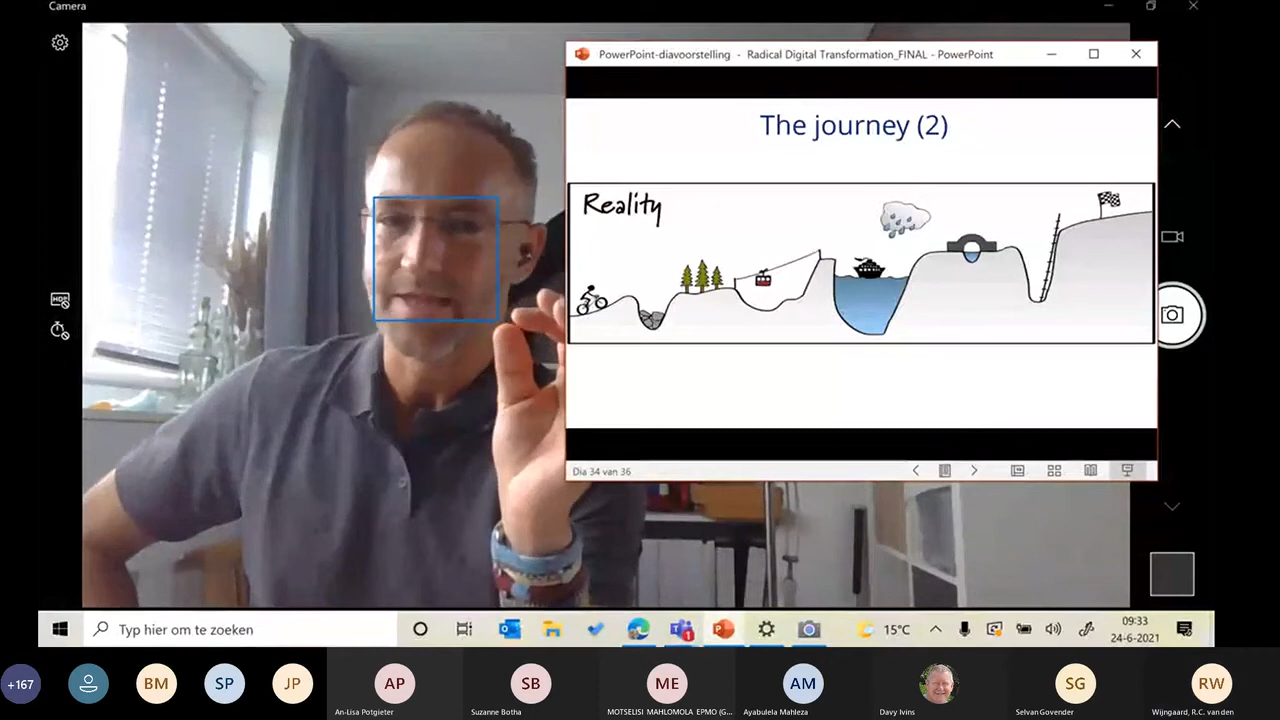 Camera
PowerPoint-diavoorstelling - Radical Digital Transformation_FINAL - PowerPoint
The journey (2)
Reality
Dia 34 van 36
Typ hier om te zoeken
1
15°C
09:33
24-6-2021
+167
BM
SP
JP
AP
SB
ME
AM
SG
RW
An-Lisa Potgieter
Suzanne Botha
MOTSELISI MAHLOMOLA EPMO (G...
Ayabulela Mahleza
Davy Ivins
Selvan Govender
Wijngaard, R.C. van den